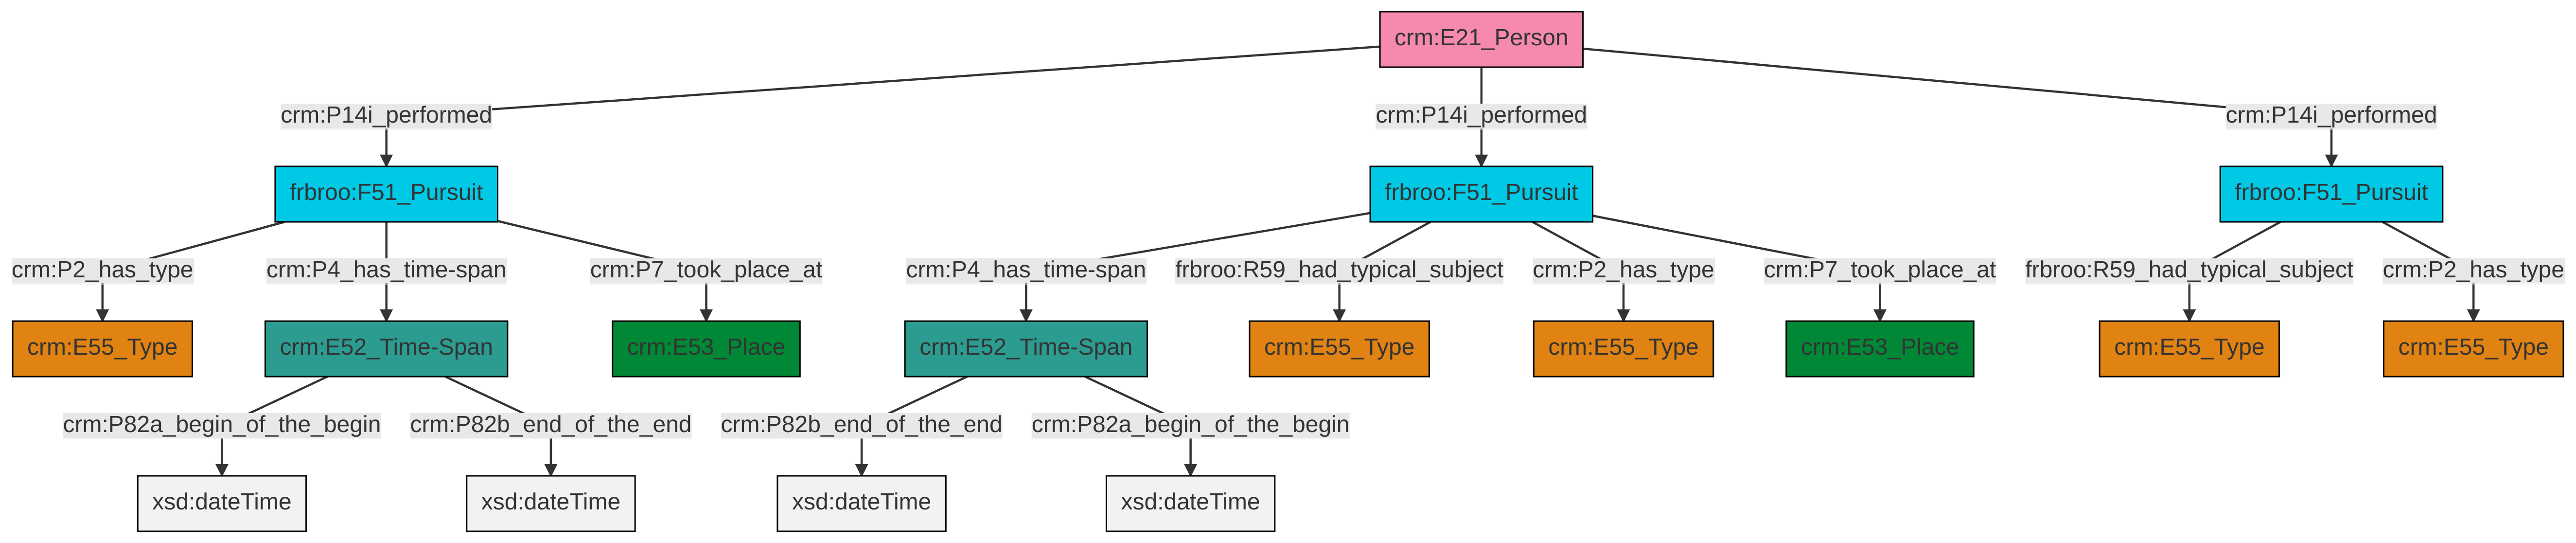 crm:E21_Person
crm:P14i_performed
crm:P14i_performed
crm:P14i_performed
frbroo:F51_Pursuit
frbroo:F51_Pursuit
frbroo:F51_Pursuit
crm:P2_has_type
crm:P4_has_time-span
crm:P7_took_place_at
crm:P4_has_time-span
frbroo:R59_had_typical_subject
crm:P2_has_type
crm:P7_took_place_at
frbroo:R59_had_typical_subject
crm:P2_has_type
crm:E55_Type
crm:E52_Time-Span
crm:E53_Place
crm:E52_Time-Span
crm:E55_Type
crm:E55_Type
crm:E53_Place
crm:E55_Type
crm:E55_Type
crm:P82a_begin_of_the_begin
crm:P82b_end_of_the_end
crm:P82b_end_of_the_end
crm:P82a_begin_of_the_begin
xsd:dateTime
xsd:dateTime
xsd:dateTime
xsd:dateTime